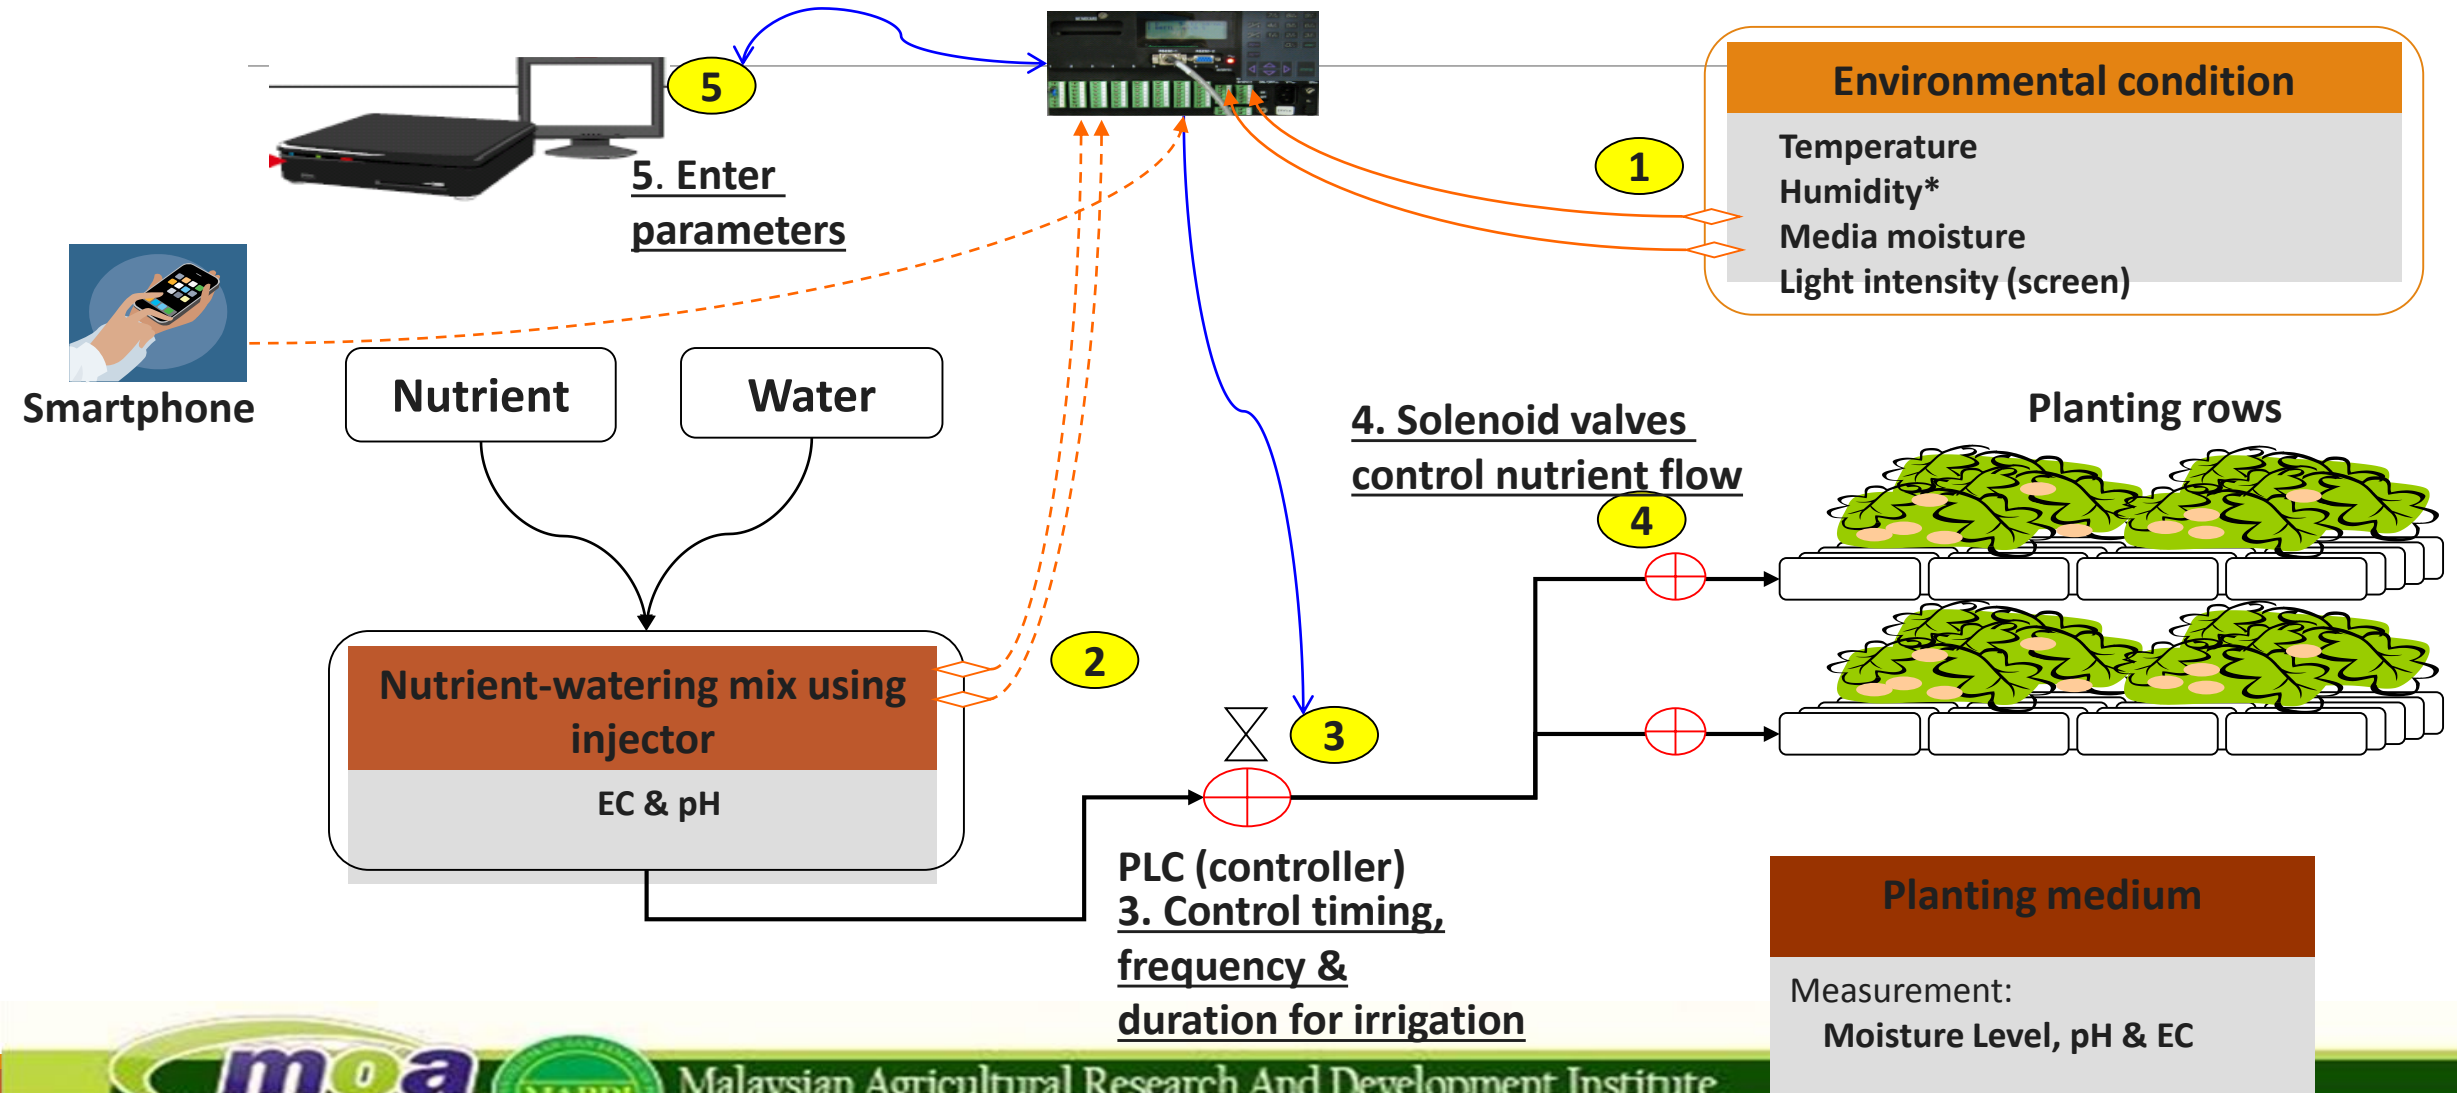 5
Environmental condition
Temperature
Humidity*
Media moisture
Light intensity (screen)
1
5. Enter
parameters
Smartphone
Nutrient
Water
4. Solenoid valves
control nutrient flow
4
Planting rows
2
Nutrient-watering mix using
injector
EC & pH
3
PLC (controller)
3. Control timing,
frequency &
duration for irrigation
Planting medium
Measurement:
Moisture Level, pH & EC
moa
MARDI
Malaysian Agricultural Research And Development Institute